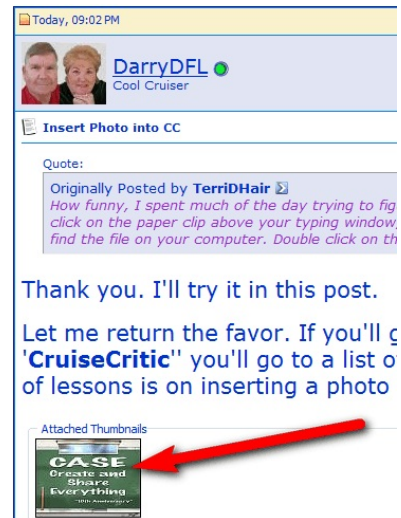 Today, 09:02 PM
DarryDFL
Cool Cruiser
Insert Photo into CC
Quote:
Originally Posted by TerriDHair
How funny, I spent much of the day trying to fig
click on the paper clip above your typing window,
find the file on your computer. Double click on th
Thank you. I'll try it in this post.
Let me return the favor. If you'll g
'CruiseCritic'' you'll go to a list o
of lessons is on inserting a photo
Attached Thumbnails
CASE
Create and
Share
Everything
"10th Anniversary"